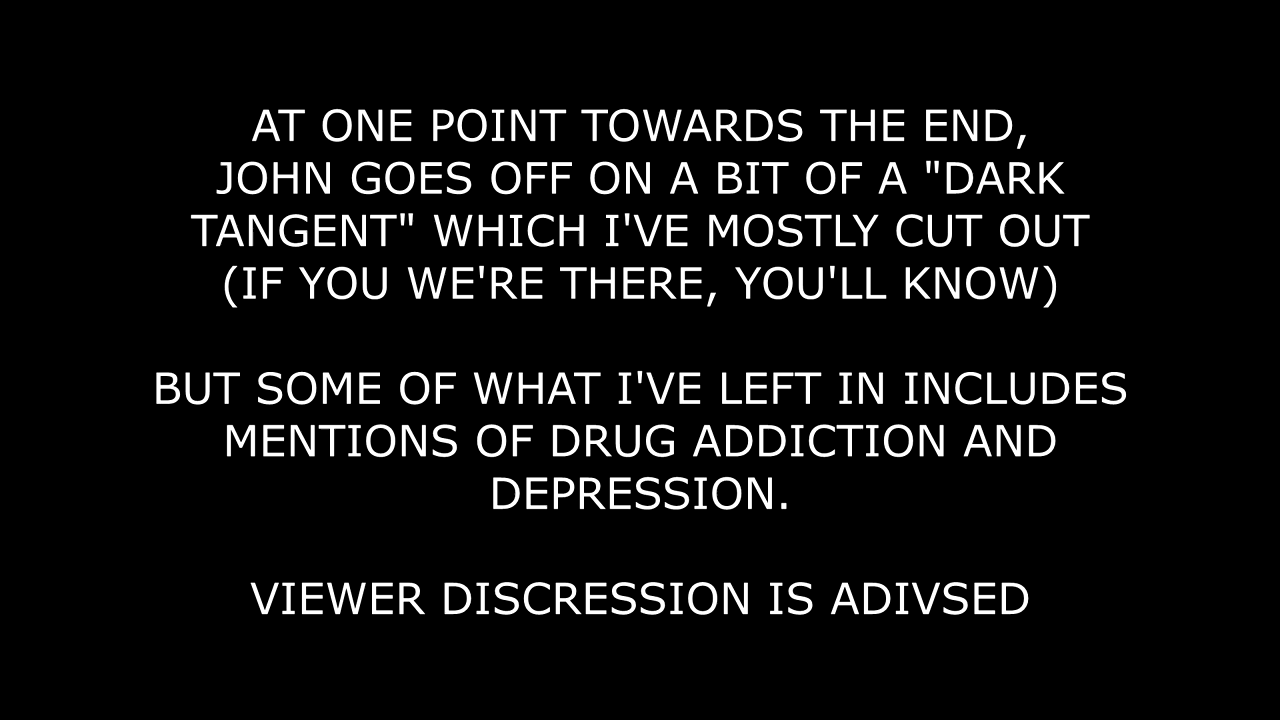 AT ONE POINT TOWARDS THE END,
JOHN GOES OFF ON A BIT OF A "DARK
TANGENT" WHICH I'VE MOSTLY CUT OUT
(IF YOU WE'RE THERE, YOU'LL KNOW)
BUT SOME OF WHAT I'VE LEFT IN INCLUDES
MENTIONS OF DRUG ADDICTION AND
DEPRESSION.
VIEWER DISCRESSION IS ADIVSED